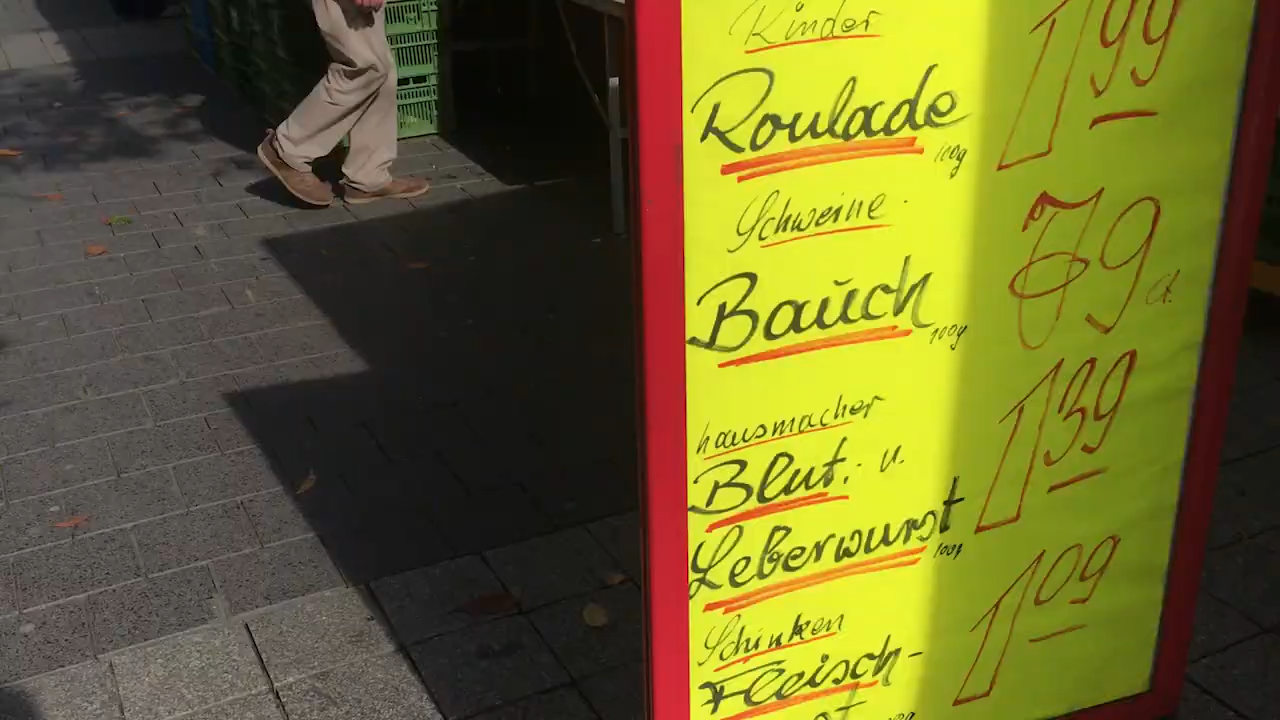 Kinder
Roulade 100g 1,99
Schweine-
Bauch 100g 79 ct.
hausmacher
Blut- u.
Leberwurst 100g 1,39
Schinken
Fleisch- 1,09